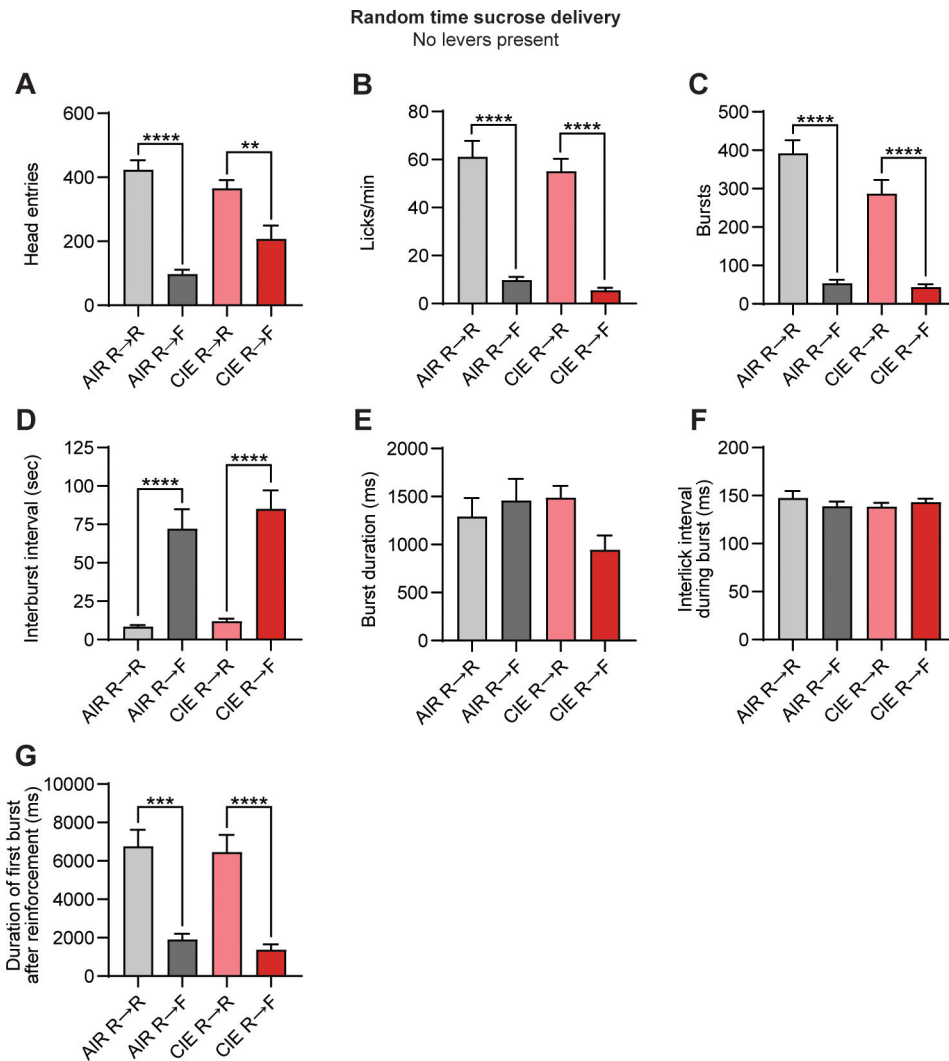 Random time sucrose delivery
No levers present
A
Head entries
600
400
200
0
****
**
AIR R→R
AIR R→F
CIE R→R
CIE R→F
B
Licks/min
80
60
40
20
0
****
****
AIR R→R
AIR R→F
CIE R→R
CIE R→F
C
Bursts
500
400
300
200
100
0
****
****
AIR R→R
AIR R→F
CIE R→R
CIE R→F
D
Interburst interval (sec)
125
100
75
50
25
0
****
****
AIR R→R
AIR R→F
CIE R→R
CIE R→F
E
Burst duration (ms)
2000
1500
1000
500
0
AIR R→R
AIR R→F
CIE R→R
CIE R→F
F
Interlick interval
during burst (ms)
200
150
100
50
0
AIR R→R
AIR R→F
CIE R→R
CIE R→F
G
Duration of first burst
after reinforcement (ms)
10000
8000
6000
4000
2000
0
***
****
AIR R→R
AIR R→F
CIE R→R
CIE R→F